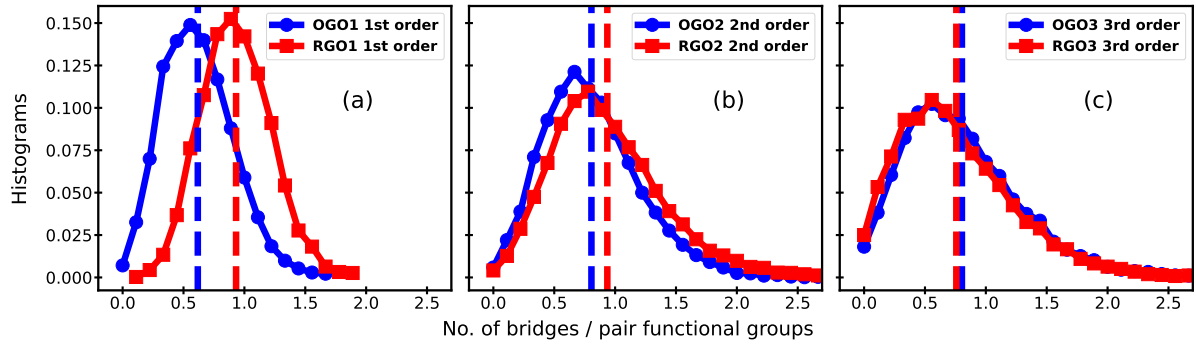 OGO1 1st order
RGO1 1st order
(a)
OGO2 2nd order
RGO2 2nd order
(b)
OGO3 3rd order
RGO3 3rd order
(c)
Histograms
0.150
0.125
0.100
0.075
0.050
0.025
0.000
0.0 0.5 1.0 1.5 2.0 2.5
0.0 0.5 1.0 1.5 2.0 2.5
0.0 0.5 1.0 1.5 2.0 2.5
No. of bridges / pair functional groups